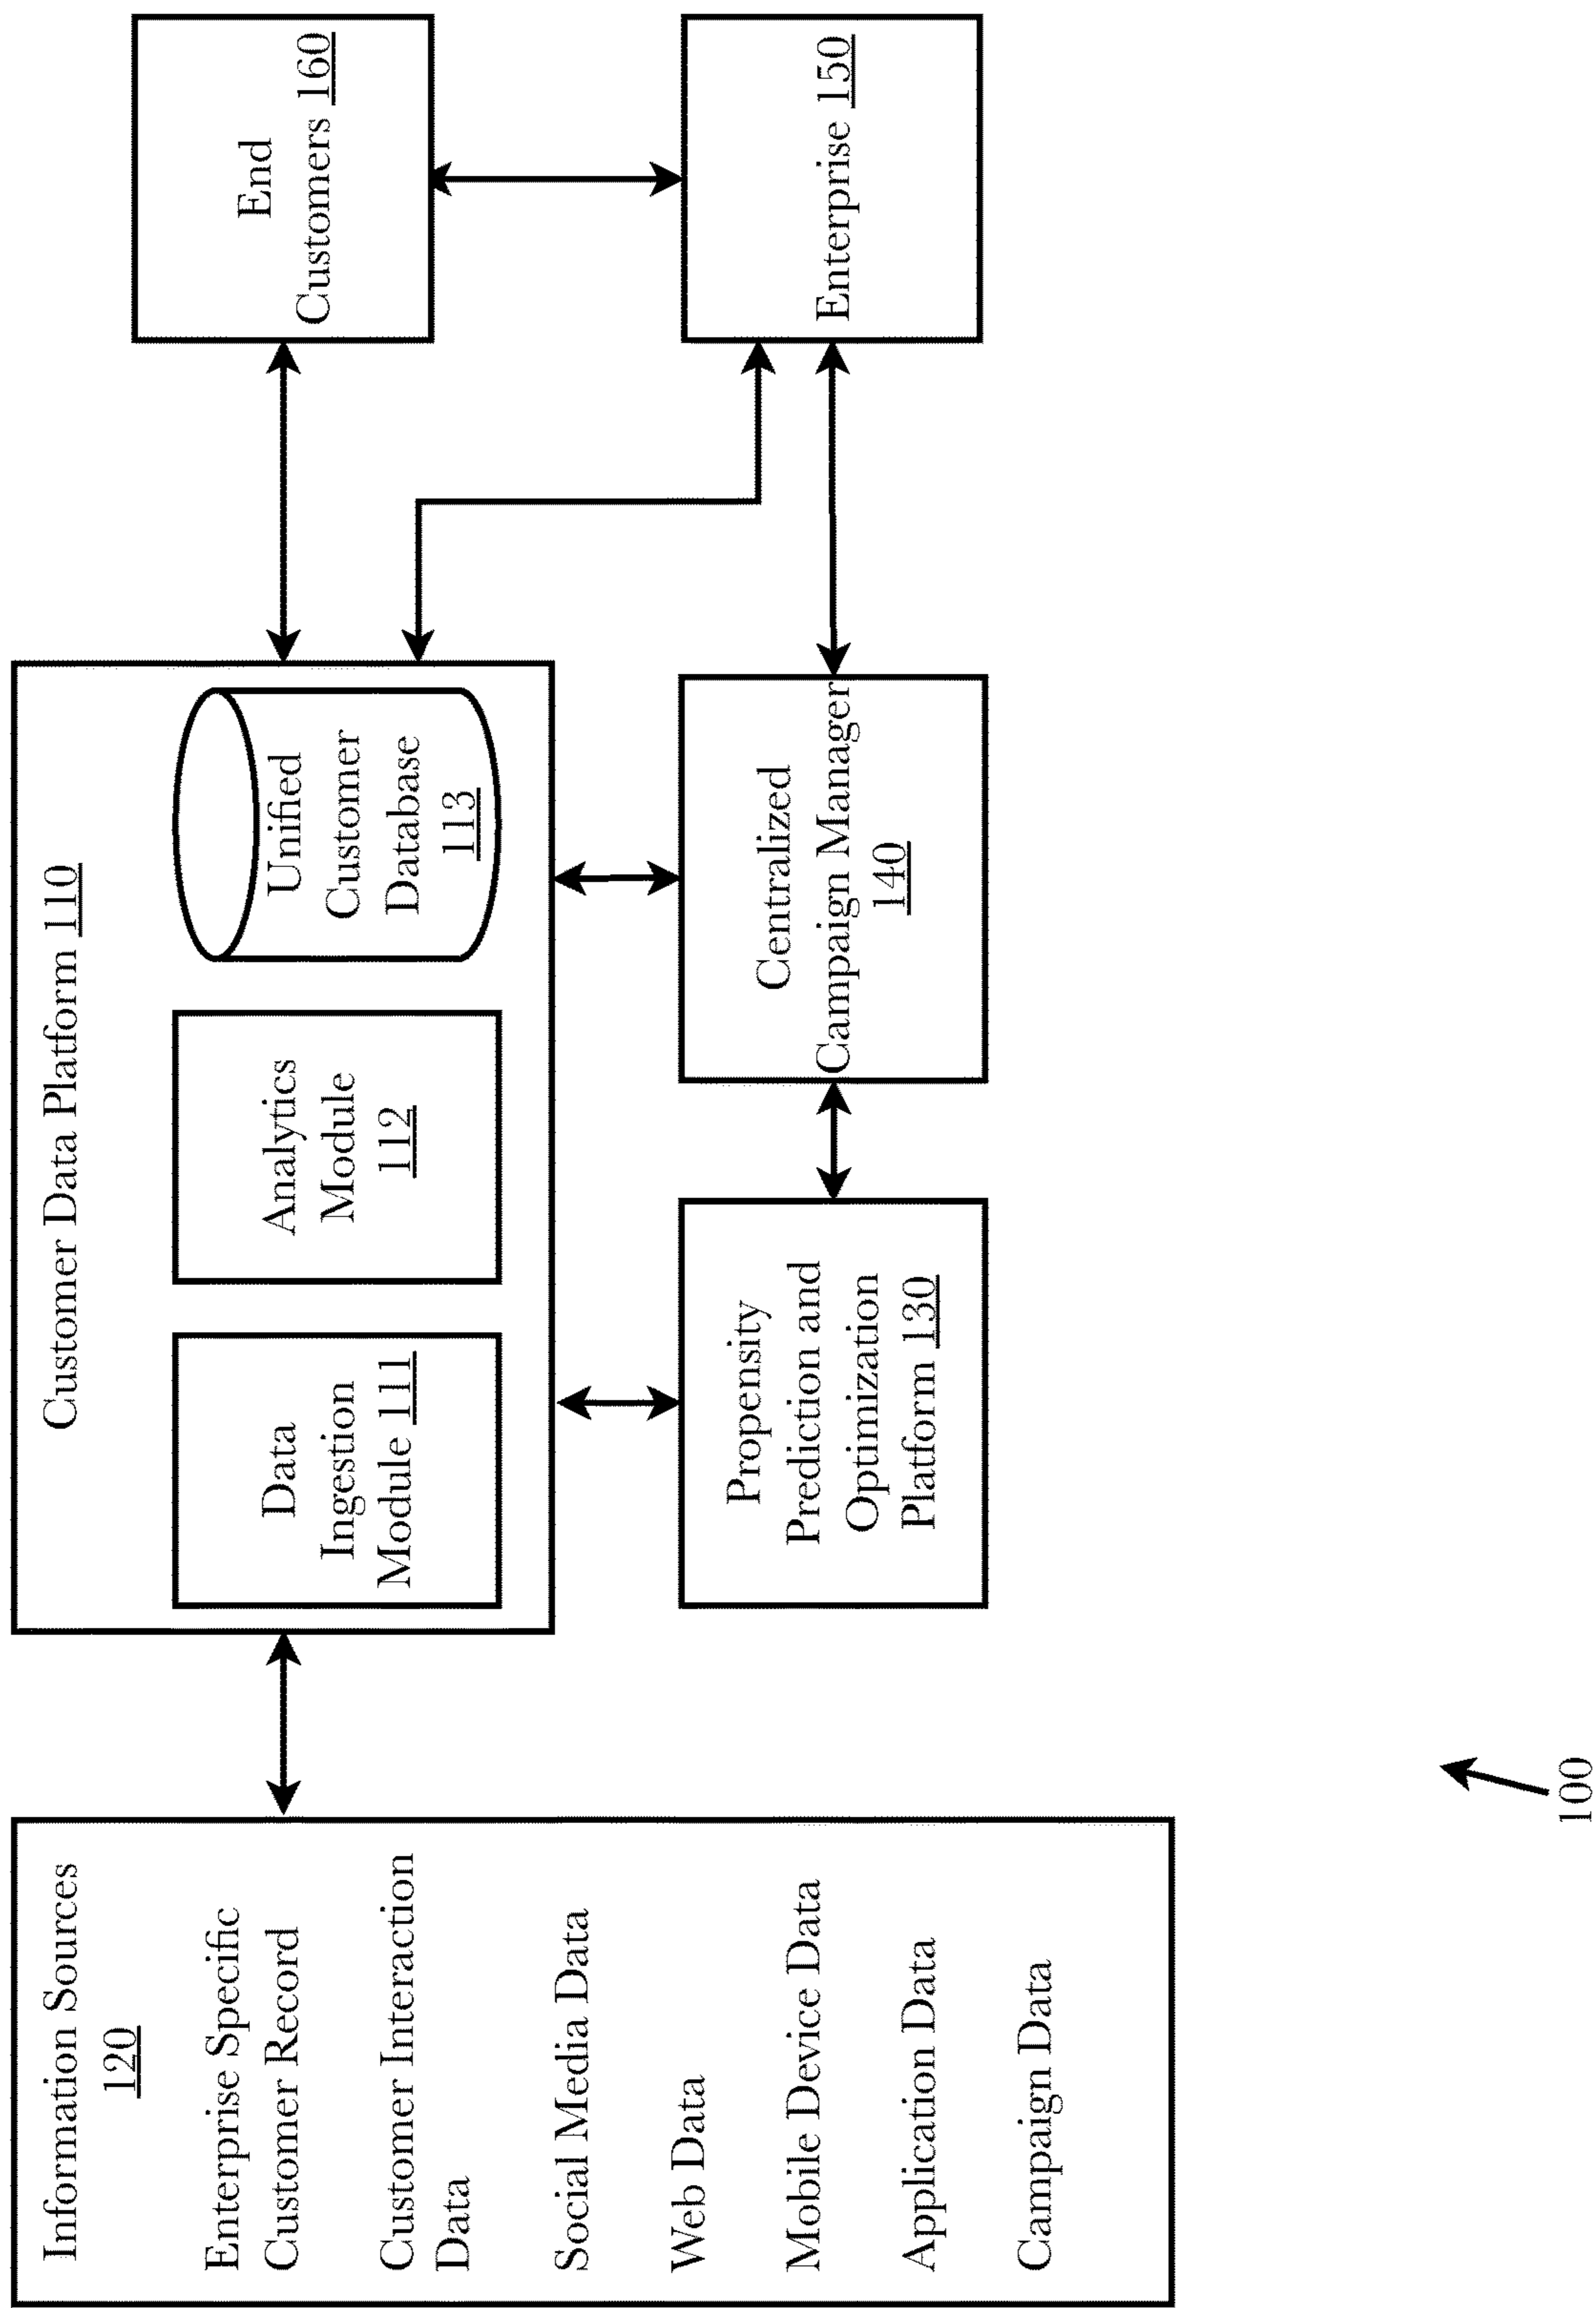 Information Sources
120
Enterprise Specific
Customer Record
Customer Interaction
Data
Social Media Data
Web Data
Mobile Device Data
Application Data
Campaign Data
Customer Data Platform 110
Data
Ingestion
Module 111
Analytics
Module
112
Unified
Customer
Database
113
Propensity
Prediction and
Optimization
Platform 130
Centralized
Campaign Manager
140
End
Customers 160
Enterprise 150
100